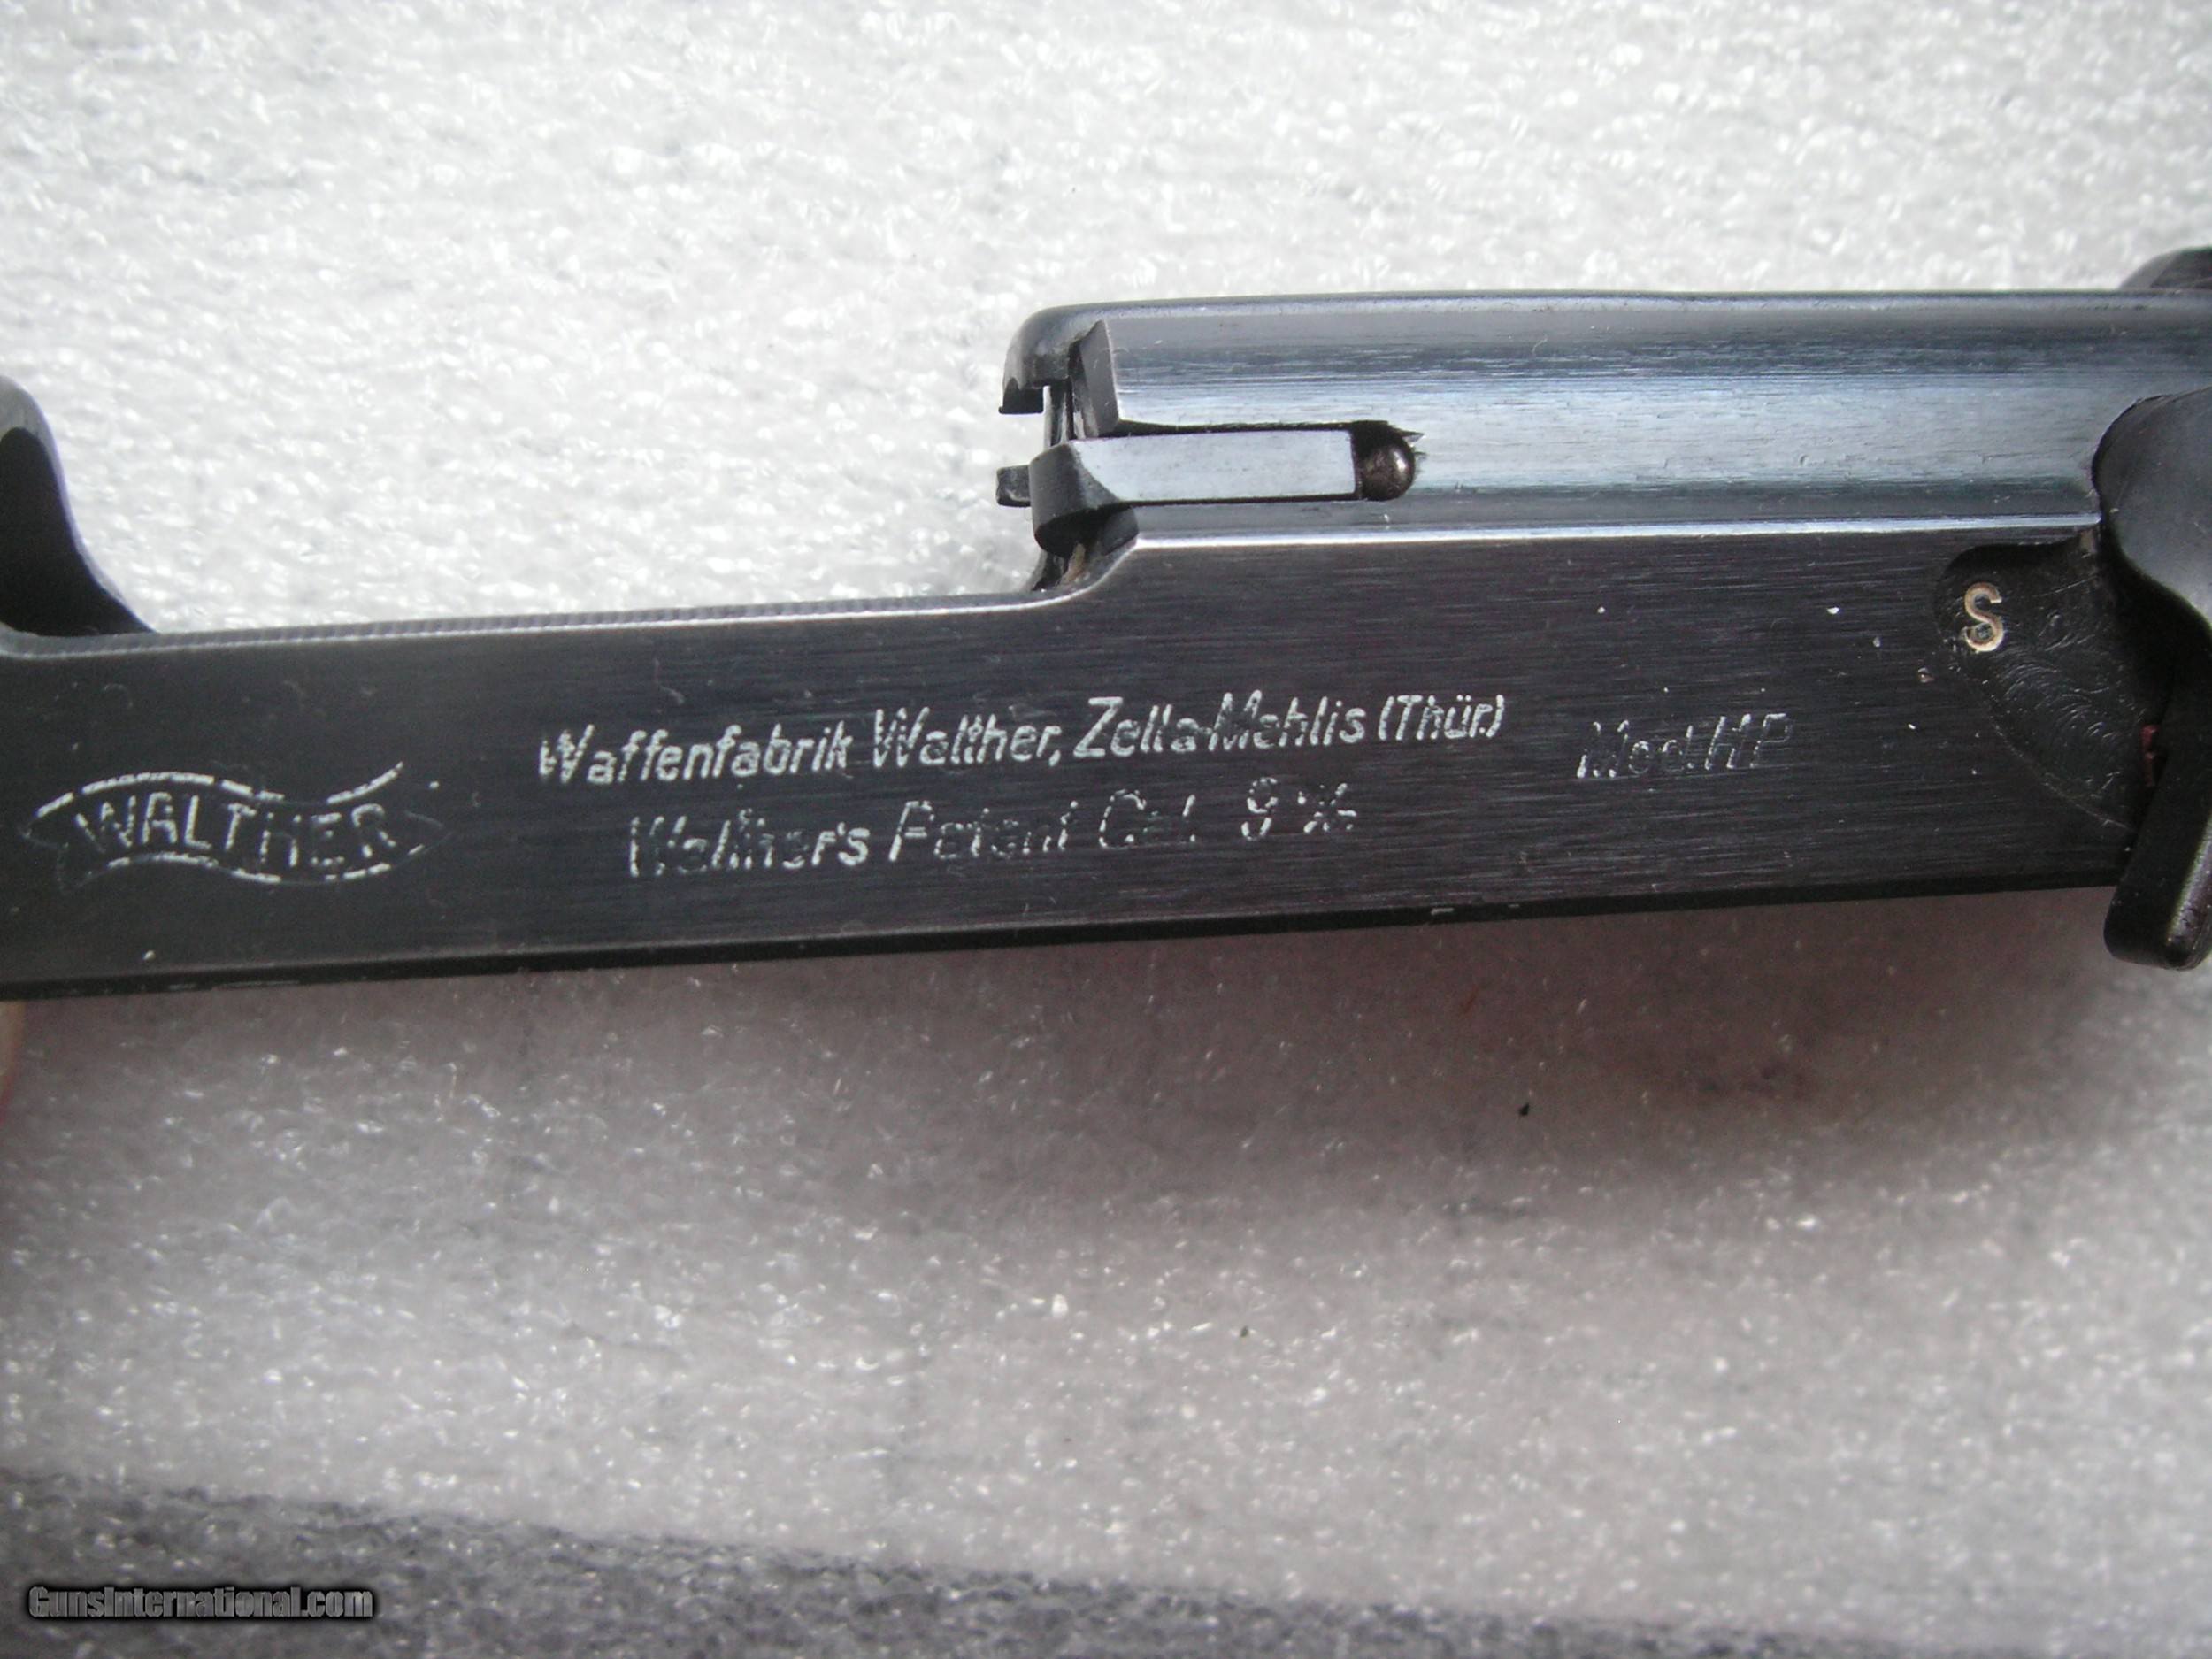 WALTHER
Waffenfabrik Walther, Zella-Mehlis (Thür.)
Walther's Patent Cal. 9 m/m
Mod HP
S
GunsInternational.com